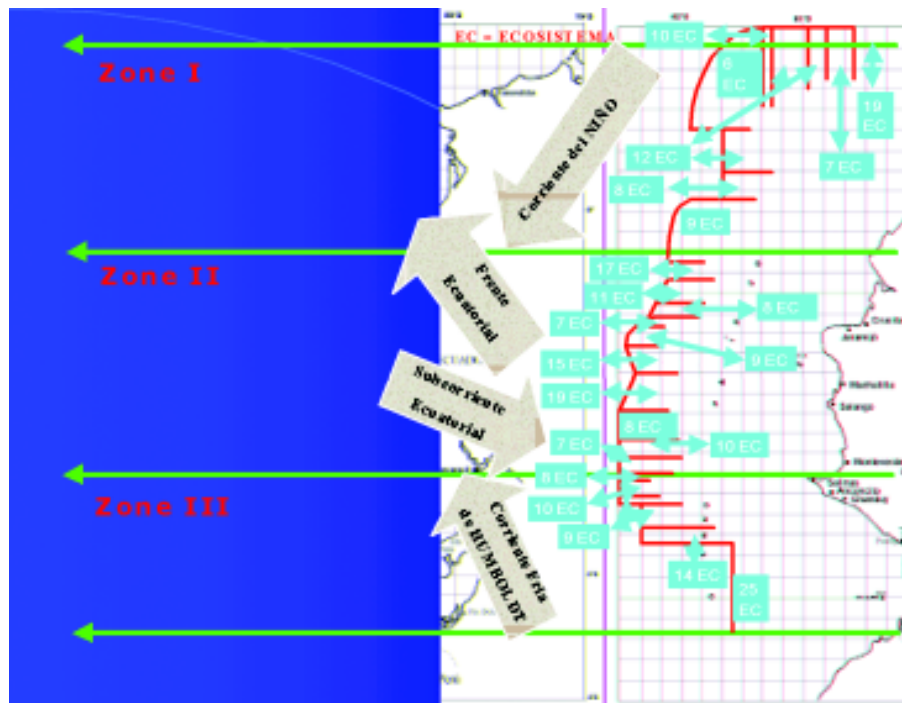 EC = ECOSISTEMA
Zone I
Zone II
Zone III
Corriente del NIÑO
Frente
Ecuatorial
Subcorriente
Ecuatorial
Corriente Fria
de HUMBOLDT
10 EC
6
EC
19
EC
12 EC
7 EC
8 EC
9 EC
17 EC
11 EC
8 EC
7 EC
9 EC
15 EC
19 EC
8 EC
7 EC
10 EC
8 EC
10 EC
9 EC
14 EC
25
EC
Salango
Salinas